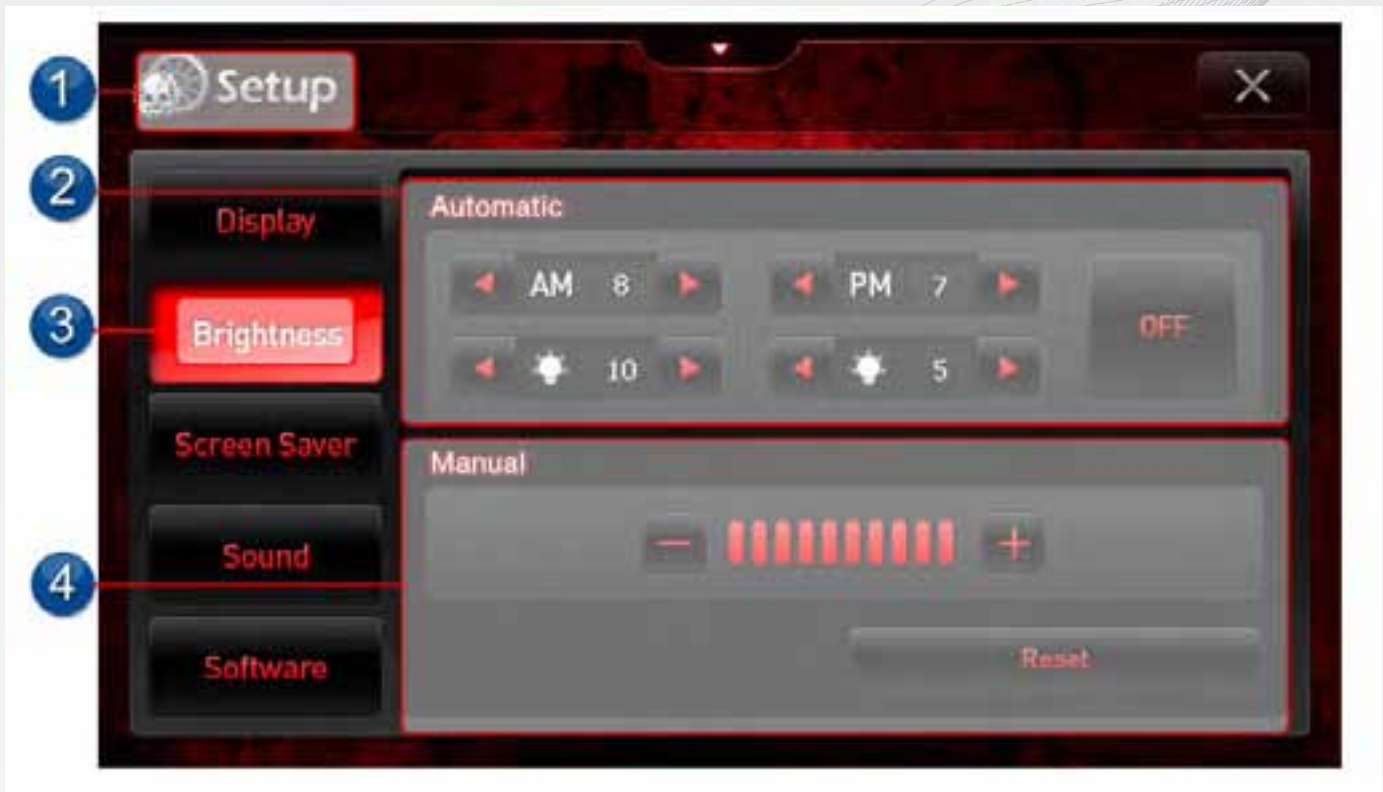 1
Setup
X
2
Display
Automatic
AM 8
PM 7
OFF
3
Brightness
10
5
Screen Saver
Manual
Sound
4
Software
Reset